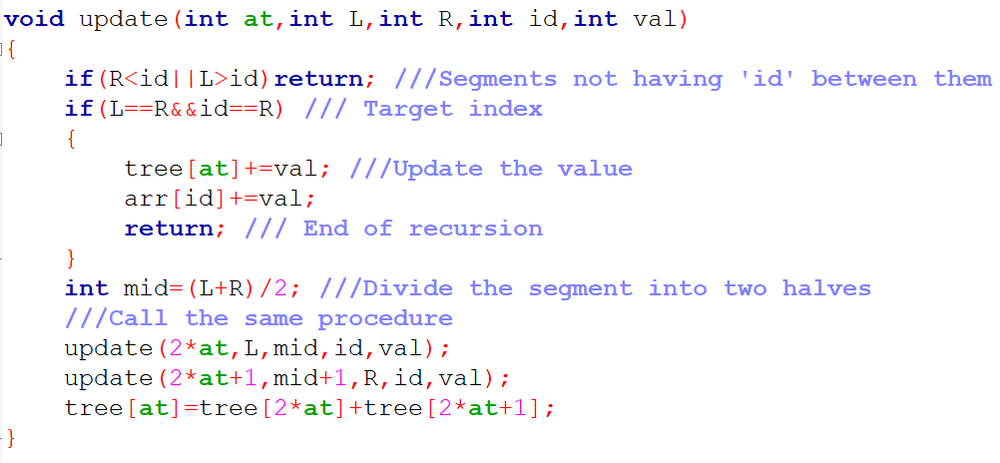 void update(int at,int L,int R,int id,int val)
{
    if(R<id||L>id)return; ///Segments not having 'id' between them
    if(L==R&&id==R) /// Target index
    {
        tree[at]+=val; ///Update the value
        arr[id]+=val;
        return; /// End of recursion
    }
    int mid=(L+R)/2; ///Divide the segment into two halves
    ///Call the same procedure
    update(2*at,L,mid,id,val);
    update(2*at+1,mid+1,R,id,val);
    tree[at]=tree[2*at]+tree[2*at+1];
}